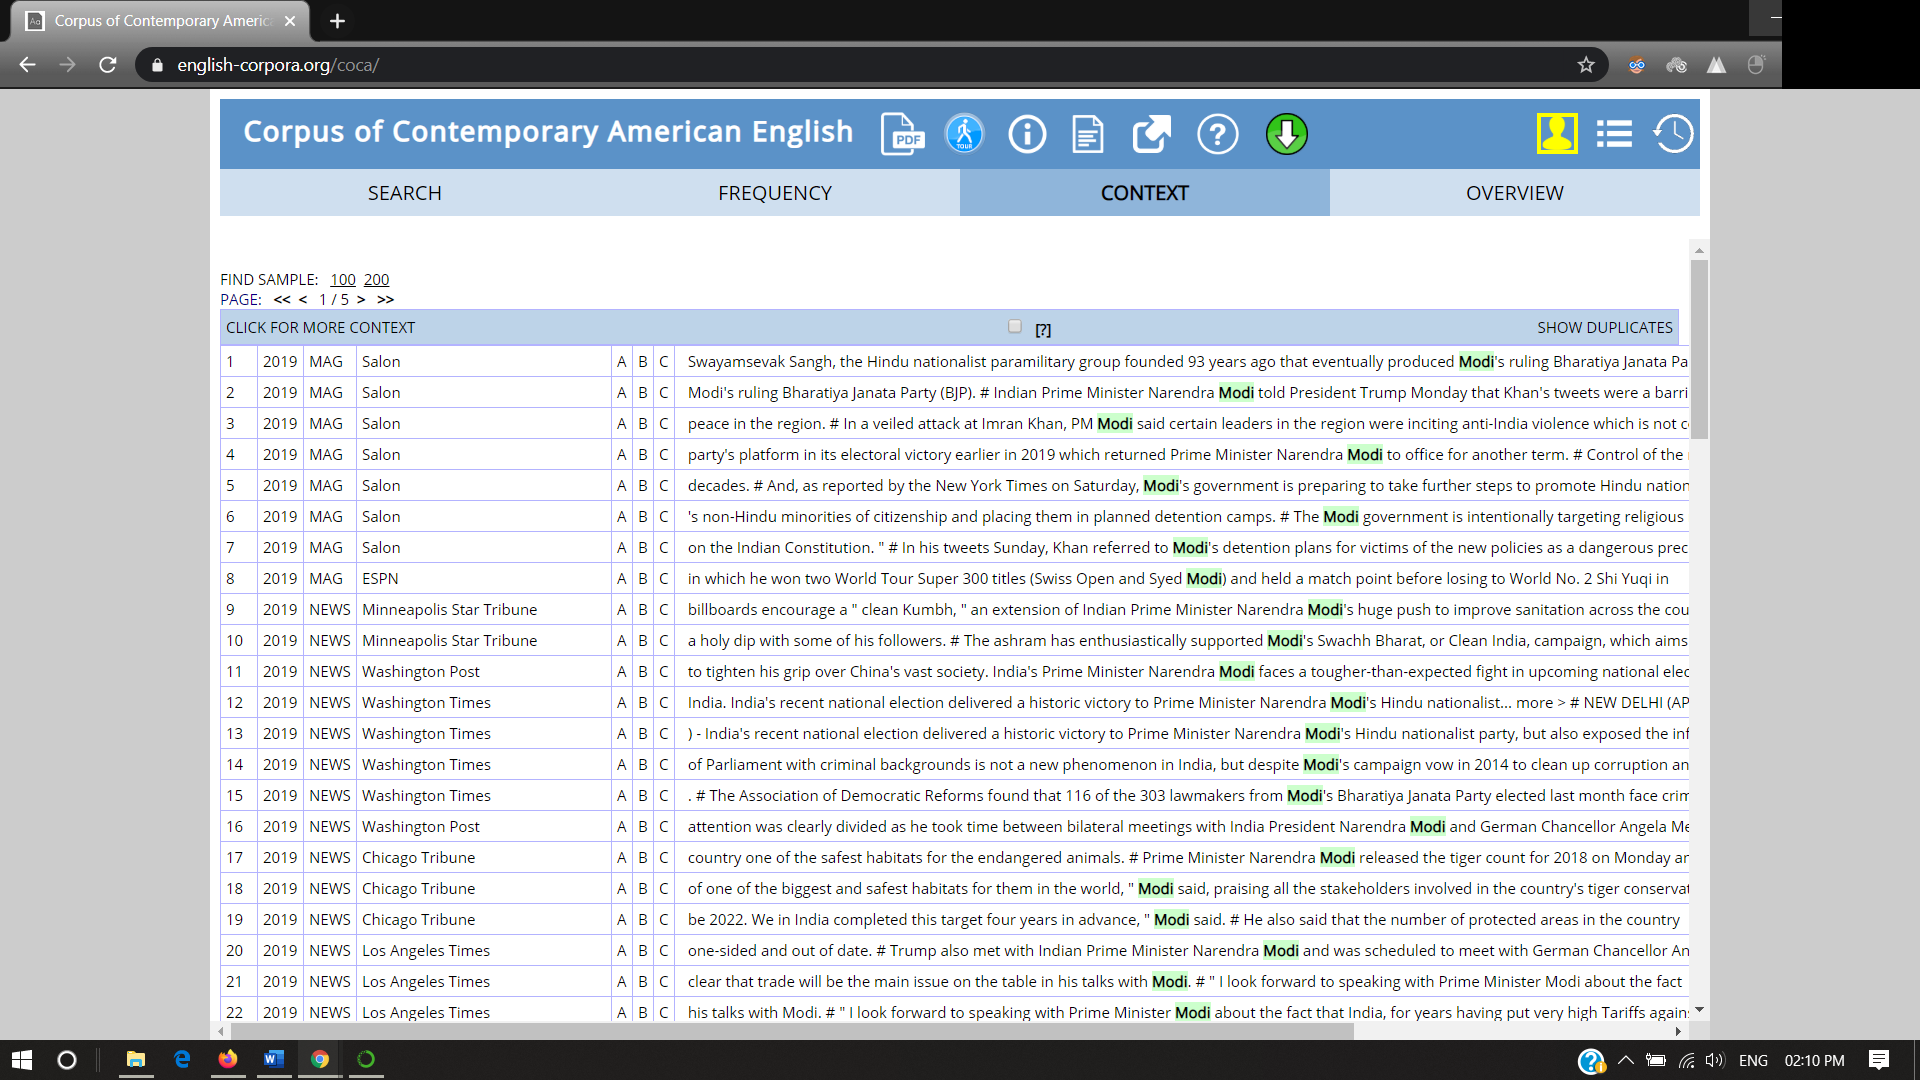 Corpus of Contemporary Americ
english-corpora.org/coca/
Corpus of Contemporary American English PDF TOUR
SEARCH FREQUENCY CONTEXT OVERVIEW
FIND SAMPLE: 100 200
PAGE: << < 1 / 5 > >>
CLICK FOR MORE CONTEXT [?] SHOW DUPLICATES
1 2019 MAG Salon A B C Swayamsevak Sangh, the Hindu nationalist paramilitary group founded 93 years ago that eventually produced Modi's ruling Bharatiya Janata Pa
2 2019 MAG Salon A B C Modi's ruling Bharatiya Janata Party (BJP). # Indian Prime Minister Narendra Modi told President Trump Monday that Khan's tweets were a barri
3 2019 MAG Salon A B C peace in the region. # In a veiled attack at Imran Khan, PM Modi said certain leaders in the region were inciting anti-India violence which is not c
4 2019 MAG Salon A B C party's platform in its electoral victory earlier in 2019 which returned Prime Minister Narendra Modi to office for another term. # Control of the
5 2019 MAG Salon A B C decades. # And, as reported by the New York Times on Saturday, Modi's government is preparing to take further steps to promote Hindu nation
6 2019 MAG Salon A B C 's non-Hindu minorities of citizenship and placing them in planned detention camps. # The Modi government is intentionally targeting religious
7 2019 MAG Salon A B C on the Indian Constitution. " # In his tweets Sunday, Khan referred to Modi's detention plans for victims of the new policies as a dangerous prec
8 2019 MAG ESPN A B C in which he won two World Tour Super 300 titles (Swiss Open and Syed Modi) and held a match point before losing to World No. 2 Shi Yuqi in
9 2019 NEWS Minneapolis Star Tribune A B C billboards encourage a " clean Kumbh, " an extension of Indian Prime Minister Narendra Modi's huge push to improve sanitation across the cou
10 2019 NEWS Minneapolis Star Tribune A B C a holy dip with some of his followers. # The ashram has enthusiastically supported Modi's Swachh Bharat, or Clean India, campaign, which aims
11 2019 NEWS Washington Post A B C to tighten his grip over China's vast society. India's Prime Minister Narendra Modi faces a tougher-than-expected fight in upcoming national elec
12 2019 NEWS Washington Times A B C India. India's recent national election delivered a historic victory to Prime Minister Narendra Modi's Hindu nationalist... more > # NEW DELHI (AP
13 2019 NEWS Washington Times A B C ) - India's recent national election delivered a historic victory to Prime Minister Narendra Modi's Hindu nationalist party, but also exposed the inf
14 2019 NEWS Washington Times A B C of Parliament with criminal backgrounds is not a new phenomenon in India, but despite Modi's campaign vow in 2014 to clean up corruption an
15 2019 NEWS Washington Times A B C . # The Association of Democratic Reforms found that 116 of the 303 lawmakers from Modi's Bharatiya Janata Party elected last month face crim
16 2019 NEWS Washington Post A B C attention was clearly divided as he took time between bilateral meetings with India President Narendra Modi and German Chancellor Angela Me
17 2019 NEWS Chicago Tribune A B C country one of the safest habitats for the endangered animals. # Prime Minister Narendra Modi released the tiger count for 2018 on Monday an
18 2019 NEWS Chicago Tribune A B C of one of the biggest and safest habitats for them in the world, " Modi said, praising all the stakeholders involved in the country's tiger conservat
19 2019 NEWS Chicago Tribune A B C be 2022. We in India completed this target four years in advance, " Modi said. # He also said that the number of protected areas in the country
20 2019 NEWS Los Angeles Times A B C one-sided and out of date. # Trump also met with Indian Prime Minister Narendra Modi and was scheduled to meet with German Chancellor An
21 2019 NEWS Los Angeles Times A B C clear that trade will be the main issue on the table in his talks with Modi. # " I look forward to speaking with Prime Minister Modi about the fact
22 2019 NEWS Los Angeles Times A B C his talks with Modi. # " I look forward to speaking with Prime Minister Modi about the fact that India, for years having put very high Tariffs again
ENG 02:10 PM